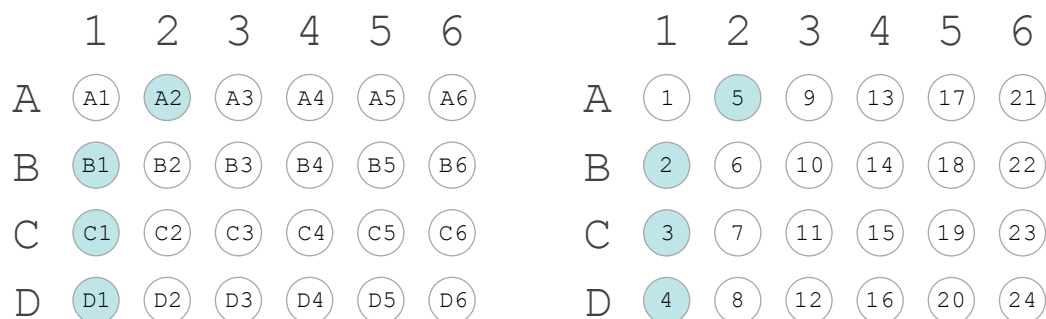 1 2 3 4 5 6
A A1 A2 A3 A4 A5 A6
B B1 B2 B3 B4 B5 B6
C C1 C2 C3 C4 C5 C6
D D1 D2 D3 D4 D5 D6
1 2 3 4 5 6
A 1 5 9 13 17 21
B 2 6 10 14 18 22
C 3 7 11 15 19 23
D 4 8 12 16 20 24